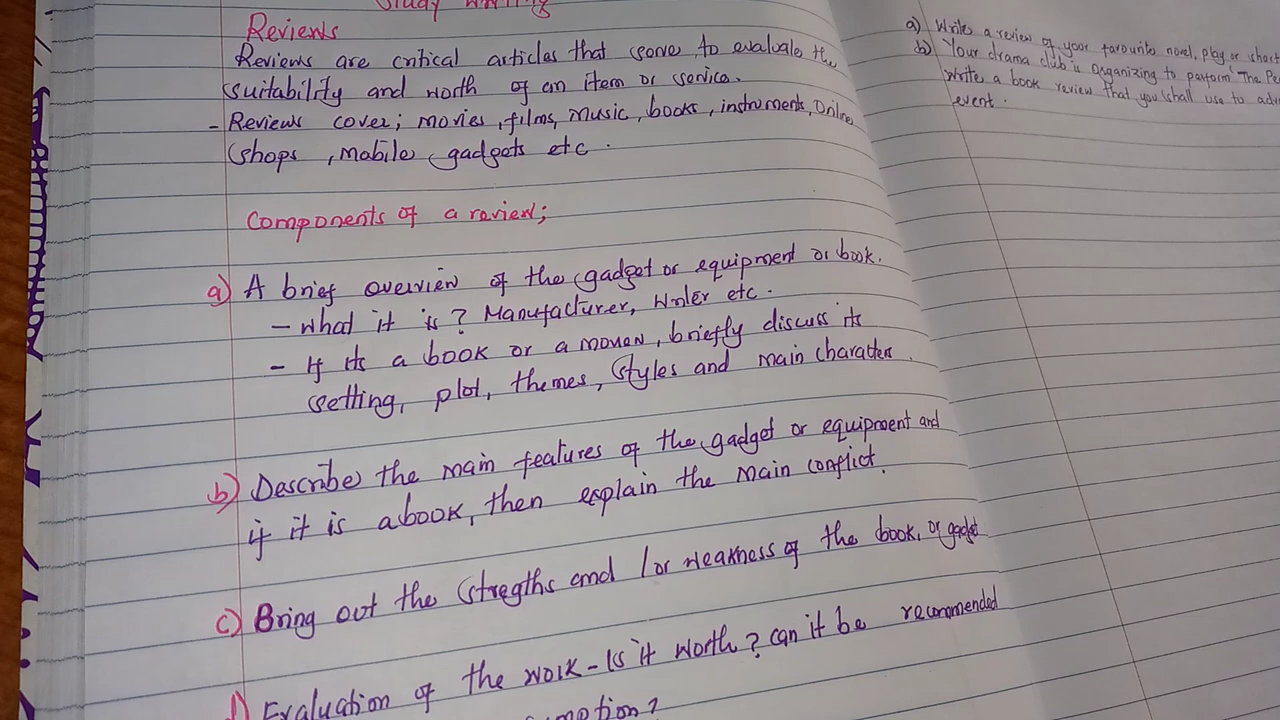 Study Writing
Reviews
Reviews are critical articles that serve to evaluate the
suitability and worth of an item or service.
- Reviews cover; movies, films, music, books, instruments, Online
shops, mobile gadgets etc.
Components of a review;
a) A brief overview of the gadget or equipment or book.
- What it is? Manufacturer, Writer etc.
- If its a book or a moven, briefly discuss its
setting, plot, themes, styles and main characters.
b) Describe the main features of the gadget or equipment and
if it is a book, then explain the main conflict.
c) Bring out the stregths and /or weakness of the book, or gadget
d) Evaluation of the work - Is it worth? can it be recommended
a) Write a review of your favourite novel, play or short
b) Your drama club is organizing to perform The
Write a book review that you shall use to
event.